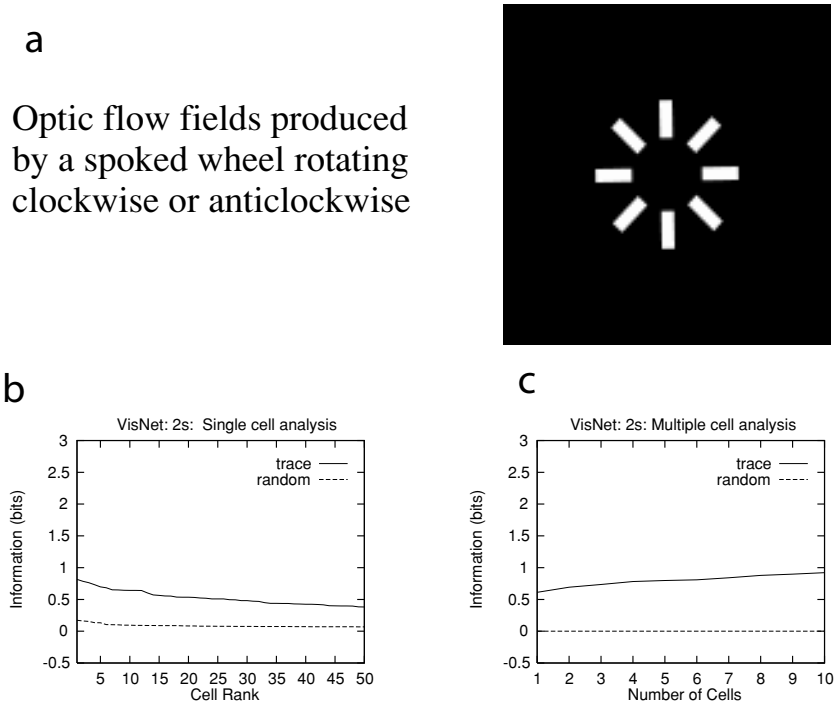 a
Optic flow fields produced
by a spoked wheel rotating
clockwise or anticlockwise
b
VisNet: 2s: Single cell analysis
3
2.5
2
1.5
1
0.5
0
-0.5
Information (bits)
trace
random
5 10 15 20 25 30 35 40 45 50
Cell Rank
c
VisNet: 2s: Multiple cell analysis
3
2.5
2
1.5
1
0.5
0
-0.5
Information (bits)
trace
random
1 2 3 4 5 6 7 8 9 10
Number of Cells